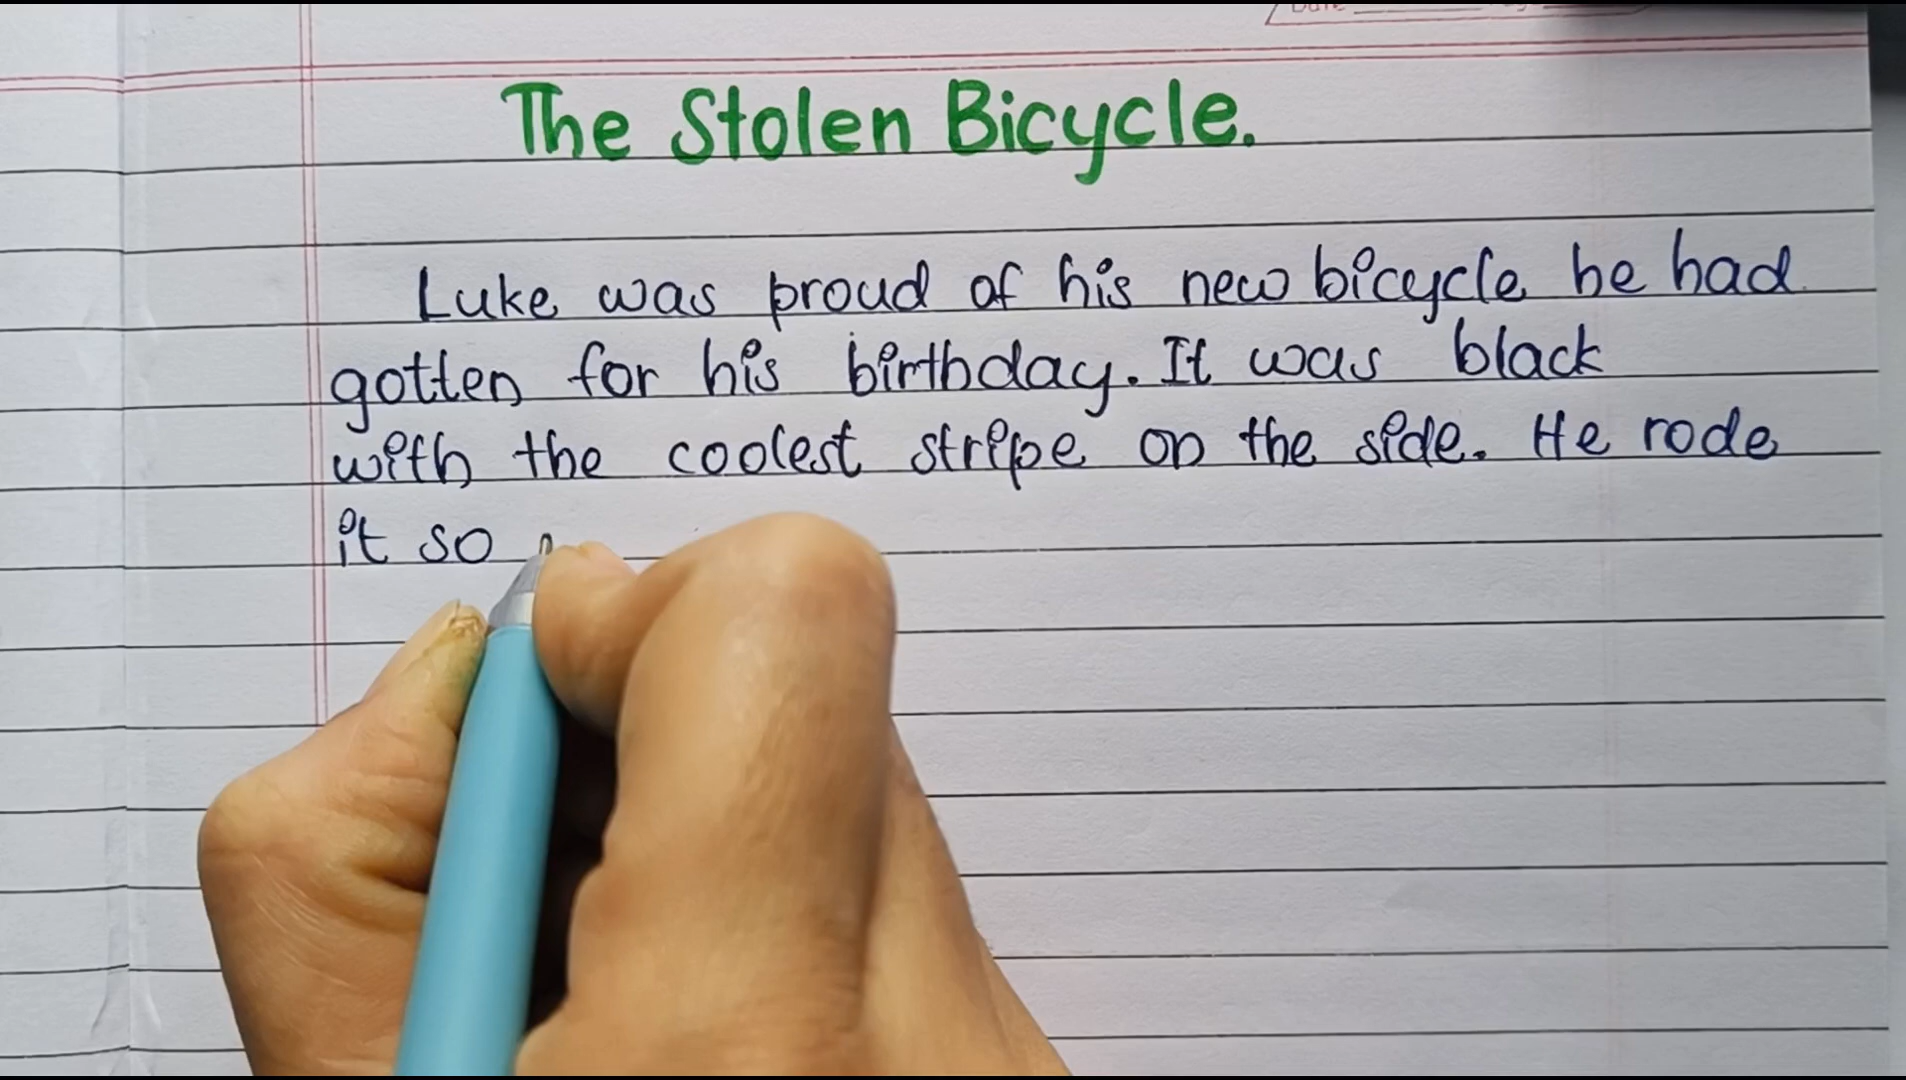 The Stolen Bicycle.
Luke was proud of his new bicycle he had
gotten for his birthday. It was black
with the coolest stripe on the side. He rode
it so